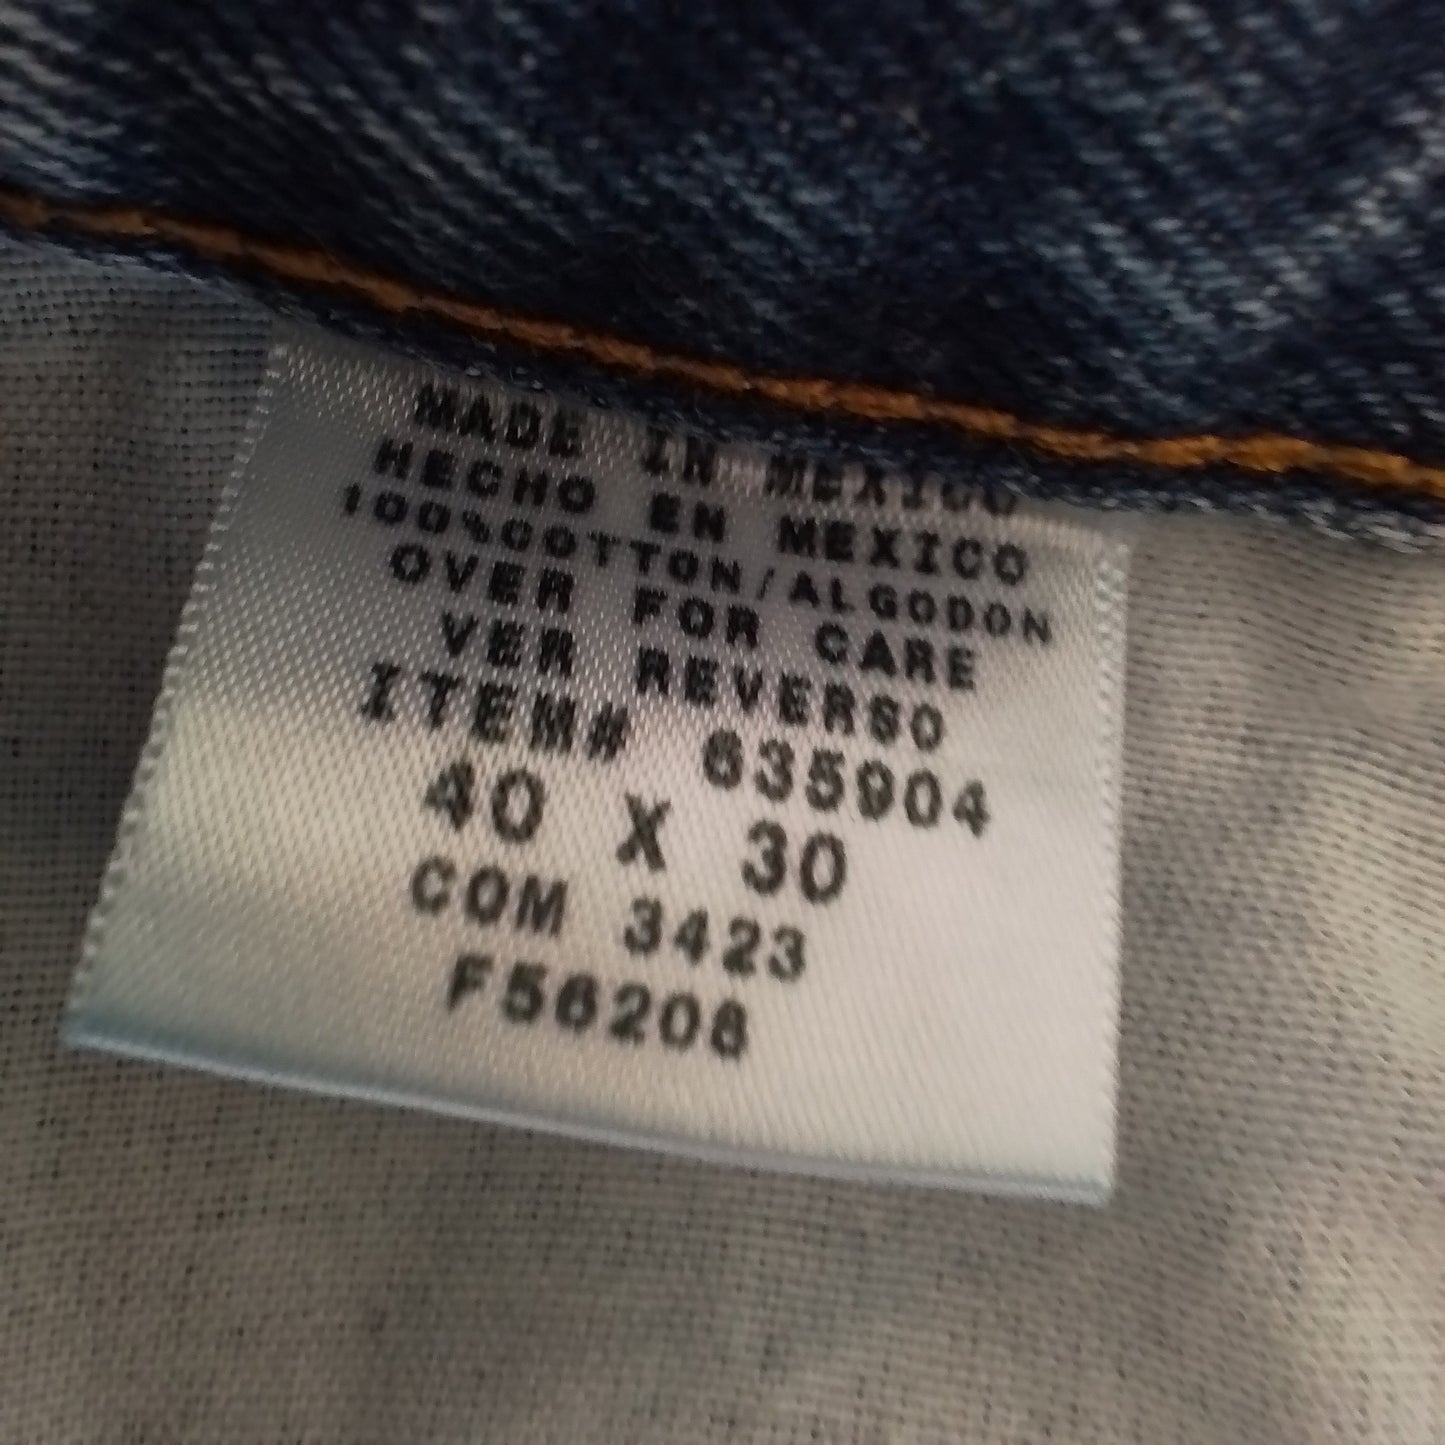 MADE IN MEXICO
HECHO EN MEXICO
100%COTTON/ALGODON
OVER FOR CARE
VER REVERSO
ITEM# 635904
40 X 30
COM 3423
F56208